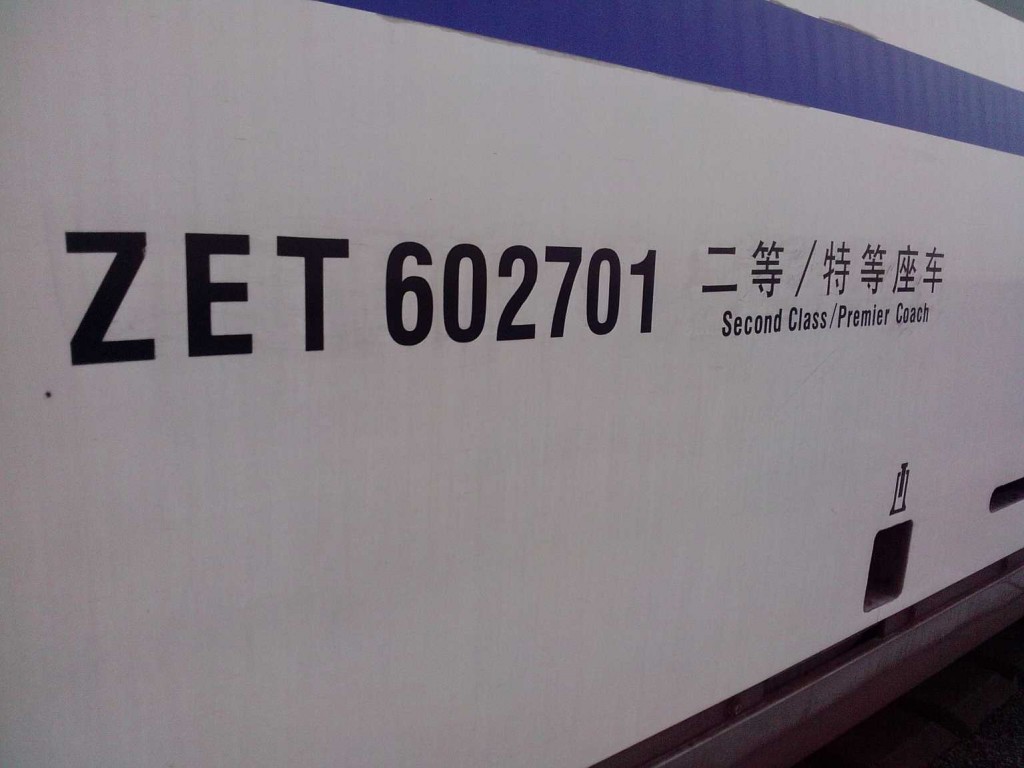 ZET 602701 二等/特等座车
Second Class/Premier Coach